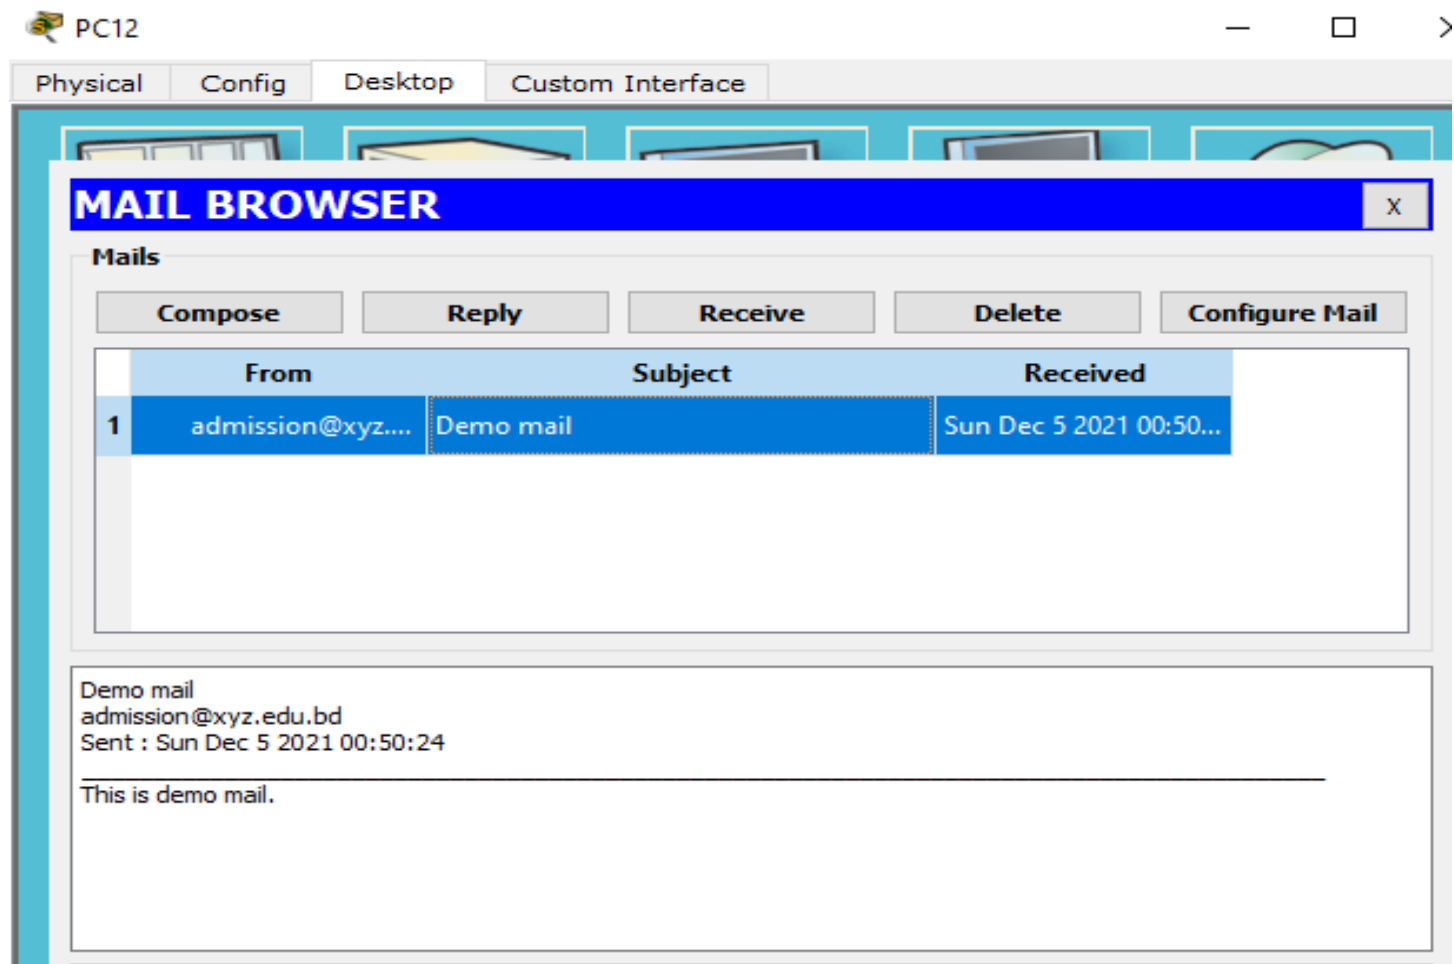 PC12
Physical Config Desktop Custom Interface
MAIL BROWSER X
Mails
Compose Reply Receive Delete Configure Mail
From Subject Received
1 admission@xyz.... Demo mail Sun Dec 5 2021 00:50...
Demo mail
admission@xyz.edu.bd
Sent : Sun Dec 5 2021 00:50:24
This is demo mail.